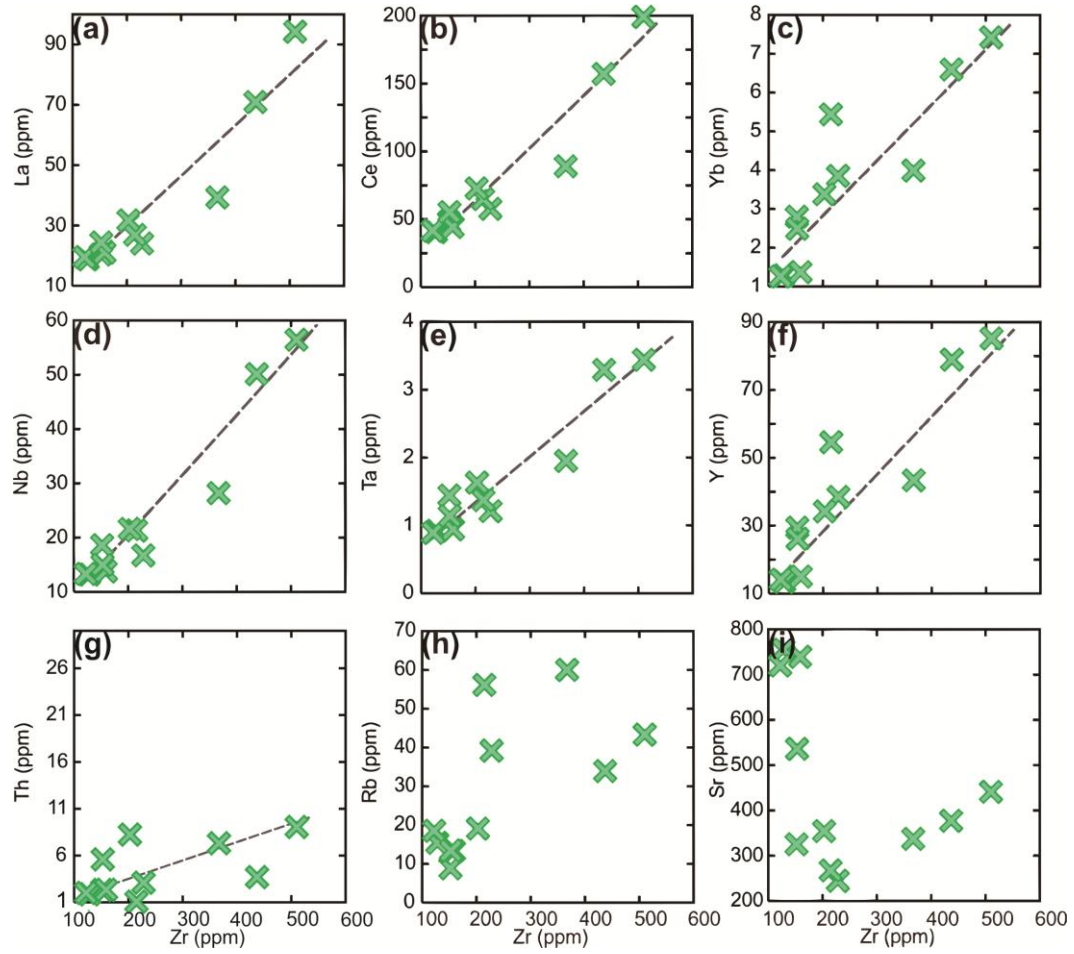 (a)
La (ppm)
90
70
50
30
10
(b)
Ce (ppm)
200
150
100
50
0
(c)
Yb (ppm)
8
7
6
5
4
3
2
1
(d)
Nb (ppm)
60
50
40
30
20
10
(e)
Ta (ppm)
4
3
2
1
0
(f)
Y (ppm)
90
70
50
30
10
(g)
Th (ppm)
26
21
16
11
6
1
100 200 300 400 500 600
Zr (ppm)
(h)
Rb (ppm)
70
60
50
40
30
20
10
0
100 200 300 400 500 600
Zr (ppm)
(i)
Sr (ppm)
800
700
600
500
400
300
200
100 200 300 400 500 600
Zr (ppm)